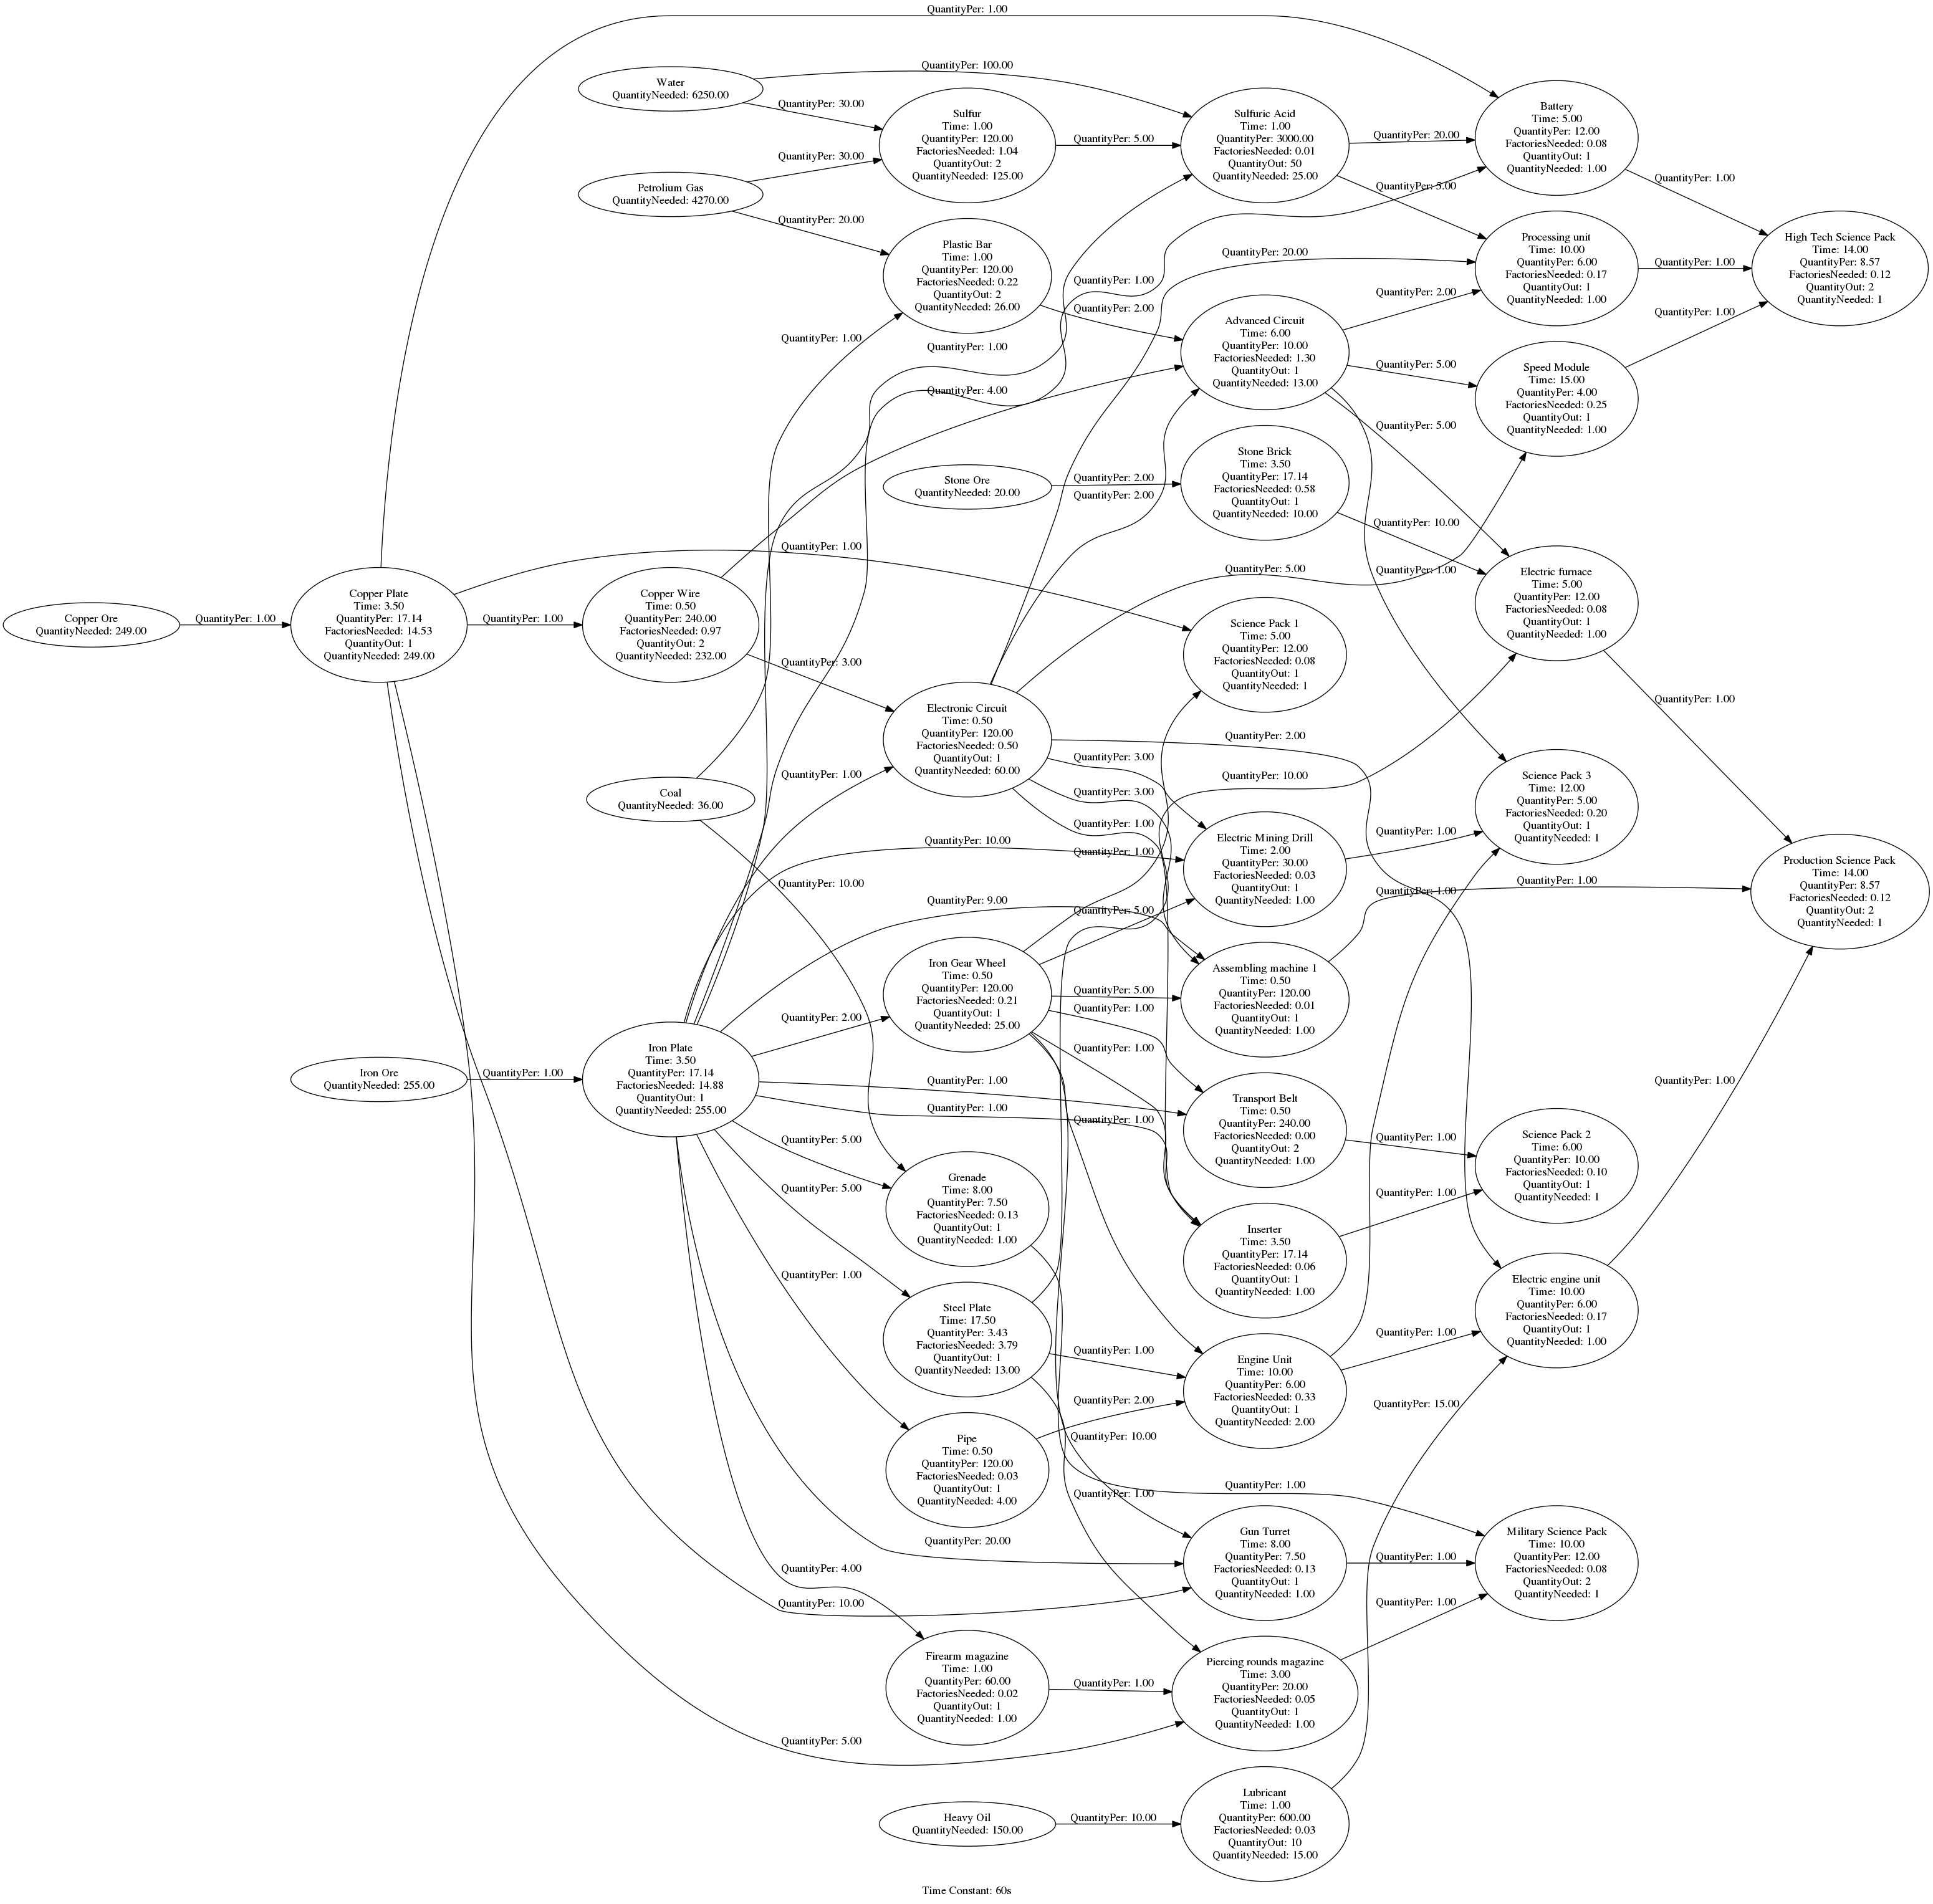 QuantityPer: 1.00
Water
QuantityNeeded: 6250.00
QuantityPer: 100.00
QuantityPer: 30.00
Sulfur
Time: 1.00
QuantityPer: 120.00
FactoriesNeeded: 1.04
QuantityOut: 2
QuantityNeeded: 125.00
QuantityPer: 5.00
Sulfuric Acid
Time: 1.00
QuantityPer: 3000.00
FactoriesNeeded: 0.01
QuantityOut: 50
QuantityNeeded: 25.00
QuantityPer: 20.00
Battery
Time: 5.00
QuantityPer: 12.00
FactoriesNeeded: 0.08
QuantityOut: 1
QuantityNeeded: 1.00
QuantityPer: 30.00
Petrolium Gas
QuantityNeeded: 4270.00
QuantityPer: 20.00
QuantityPer: 5.00
QuantityPer: 1.00
Plastic Bar
Time: 1.00
QuantityPer: 120.00
FactoriesNeeded: 0.22
QuantityOut: 2
QuantityNeeded: 26.00
QuantityPer: 20.00
Processing unit
Time: 10.00
QuantityPer: 6.00
FactoriesNeeded: 0.17
QuantityOut: 1
QuantityNeeded: 1.00
QuantityPer: 1.00
High Tech Science Pack
Time: 14.00
QuantityPer: 8.57
FactoriesNeeded: 0.12
QuantityOut: 2
QuantityNeeded: 1
QuantityPer: 1.00
QuantityPer: 2.00
QuantityPer: 2.00
QuantityPer: 1.00
QuantityPer: 1.00
QuantityPer: 1.00
Advanced Circuit
Time: 6.00
QuantityPer: 10.00
FactoriesNeeded: 1.30
QuantityOut: 1
QuantityNeeded: 13.00
QuantityPer: 5.00
Speed Module
Time: 15.00
QuantityPer: 4.00
FactoriesNeeded: 0.25
QuantityOut: 1
QuantityNeeded: 1.00
QuantityPer: 4.00
QuantityPer: 5.00
Stone Ore
QuantityNeeded: 20.00
QuantityPer: 2.00
QuantityPer: 2.00
Stone Brick
Time: 3.50
QuantityPer: 17.14
FactoriesNeeded: 0.58
QuantityOut: 1
QuantityNeeded: 10.00
QuantityPer: 10.00
QuantityPer: 1.00
QuantityPer: 5.00
QuantityPer: 1.00
Electric furnace
Time: 5.00
QuantityPer: 12.00
FactoriesNeeded: 0.08
QuantityOut: 1
QuantityNeeded: 1.00
Copper Ore
QuantityNeeded: 249.00
QuantityPer: 1.00
Copper Plate
Time: 3.50
QuantityPer: 17.14
FactoriesNeeded: 14.53
QuantityOut: 1
QuantityNeeded: 249.00
QuantityPer: 1.00
Copper Wire
Time: 0.50
QuantityPer: 240.00
FactoriesNeeded: 0.97
QuantityOut: 2
QuantityNeeded: 232.00
QuantityPer: 3.00
Science Pack 1
Time: 5.00
QuantityPer: 12.00
FactoriesNeeded: 0.08
QuantityOut: 1
QuantityNeeded: 1
QuantityPer: 1.00
Electronic Circuit
Time: 0.50
QuantityPer: 120.00
FactoriesNeeded: 0.50
QuantityOut: 1
QuantityNeeded: 60.00
QuantityPer: 2.00
QuantityPer: 3.00
QuantityPer: 10.00
QuantityPer: 3.00
QuantityPer: 1.00
QuantityPer: 1.00
Coal
QuantityNeeded: 36.00
QuantityPer: 1.00
Science Pack 3
Time: 12.00
QuantityPer: 5.00
FactoriesNeeded: 0.20
QuantityOut: 1
QuantityNeeded: 1
QuantityPer: 10.00
QuantityPer: 10.00
Electric Mining Drill
Time: 2.00
QuantityPer: 30.00
FactoriesNeeded: 0.03
QuantityOut: 1
QuantityNeeded: 1.00
QuantityPer: 1.00
QuantityPer: 1.00
QuantityPer: 1.00
Production Science Pack
Time: 14.00
QuantityPer: 8.57
FactoriesNeeded: 0.12
QuantityOut: 2
QuantityNeeded: 1
QuantityPer: 9.00
QuantityPer: 5.00
Iron Gear Wheel
Time: 0.50
QuantityPer: 120.00
FactoriesNeeded: 0.21
QuantityOut: 1
QuantityNeeded: 25.00
QuantityPer: 5.00
QuantityPer: 1.00
Assembling machine 1
Time: 0.50
QuantityPer: 120.00
FactoriesNeeded: 0.01
QuantityOut: 1
QuantityNeeded: 1.00
QuantityPer: 2.00
QuantityPer: 1.00
Iron Ore
QuantityNeeded: 255.00
QuantityPer: 1.00
Iron Plate
Time: 3.50
QuantityPer: 17.14
FactoriesNeeded: 14.88
QuantityOut: 1
QuantityNeeded: 255.00
QuantityPer: 1.00
QuantityPer: 1.00
QuantityPer: 1.00
QuantityPer: 1.00
Transport Belt
Time: 0.50
QuantityPer: 240.00
FactoriesNeeded: 0.00
QuantityOut: 2
QuantityNeeded: 1.00
QuantityPer: 1.00
Science Pack 2
Time: 6.00
QuantityPer: 10.00
FactoriesNeeded: 0.10
QuantityOut: 1
QuantityNeeded: 1
QuantityPer: 5.00
QuantityPer: 5.00
Grenade
Time: 8.00
QuantityPer: 7.50
FactoriesNeeded: 0.13
QuantityOut: 1
QuantityNeeded: 1.00
QuantityPer: 1.00
Inserter
Time: 3.50
QuantityPer: 17.14
FactoriesNeeded: 0.06
QuantityOut: 1
QuantityNeeded: 1.00
QuantityPer: 1.00
Steel Plate
Time: 17.50
QuantityPer: 3.43
FactoriesNeeded: 3.79
QuantityOut: 1
QuantityNeeded: 13.00
QuantityPer: 1.00
QuantityPer: 1.00
Electric engine unit
Time: 10.00
QuantityPer: 6.00
FactoriesNeeded: 0.17
QuantityOut: 1
QuantityNeeded: 1.00
Engine Unit
Time: 10.00
QuantityPer: 6.00
FactoriesNeeded: 0.33
QuantityOut: 1
QuantityNeeded: 2.00
QuantityPer: 2.00
QuantityPer: 15.00
QuantityPer: 10.00
Pipe
Time: 0.50
QuantityPer: 120.00
FactoriesNeeded: 0.03
QuantityOut: 1
QuantityNeeded: 4.00
QuantityPer: 1.00
QuantityPer: 1.00
QuantityPer: 20.00
Gun Turret
Time: 8.00
QuantityPer: 7.50
FactoriesNeeded: 0.13
QuantityOut: 1
QuantityNeeded: 1.00
QuantityPer: 1.00
Military Science Pack
Time: 10.00
QuantityPer: 12.00
FactoriesNeeded: 0.08
QuantityOut: 2
QuantityNeeded: 1
QuantityPer: 4.00
QuantityPer: 10.00
QuantityPer: 1.00
Firearm magazine
Time: 1.00
QuantityPer: 60.00
FactoriesNeeded: 0.02
QuantityOut: 1
QuantityNeeded: 1.00
QuantityPer: 1.00
Piercing rounds magazine
Time: 3.00
QuantityPer: 20.00
FactoriesNeeded: 0.05
QuantityOut: 1
QuantityNeeded: 1.00
QuantityPer: 5.00
Heavy Oil
QuantityNeeded: 150.00
QuantityPer: 10.00
Lubricant
Time: 1.00
QuantityPer: 600.00
FactoriesNeeded: 0.03
QuantityOut: 10
QuantityNeeded: 15.00
Time Constant: 60s